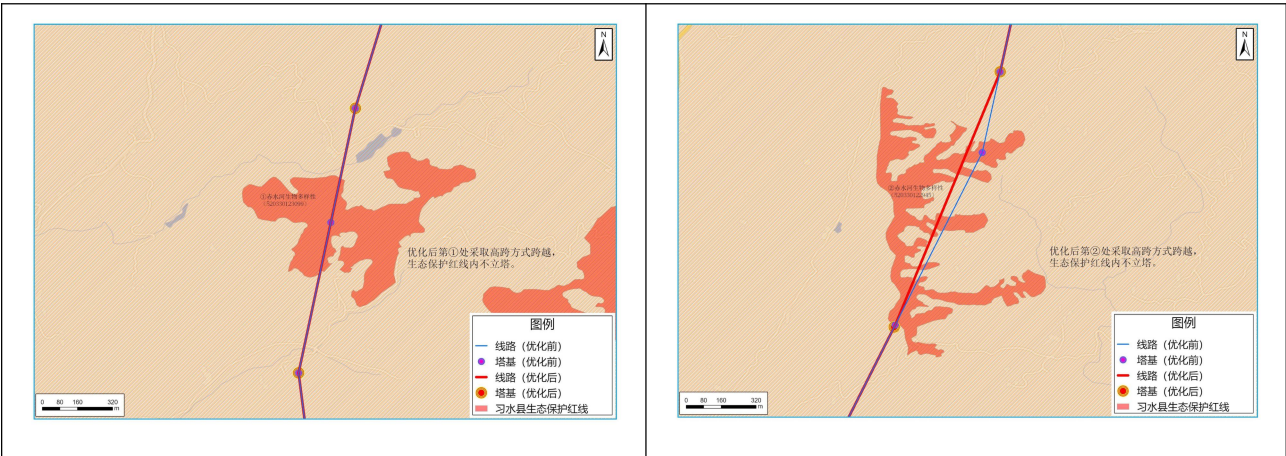 N
①赤水河生物多样性
优化后第①处采取高跨方式跨越，
生态保护红线内不立塔。
图例
线路（优化前）
塔基（优化前）
线路（优化后）
塔基（优化后）
习水县生态保护红线
0 80 160 320
m
N
②赤水河生物多样性
优化后第②处采取高跨方式跨越，
生态保护红线内不立塔。
图例
线路（优化前）
塔基（优化前）
线路（优化后）
塔基（优化后）
习水县生态保护红线
0 80 160 320
m